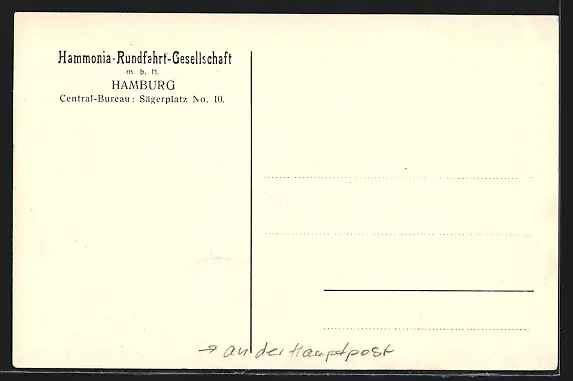 Hammonia-Rundfahrt-Gesellschaft
m. b. H.
HAMBURG
Central-Bureau: Sägerplatz No. 10.
→ an der Hauptpost